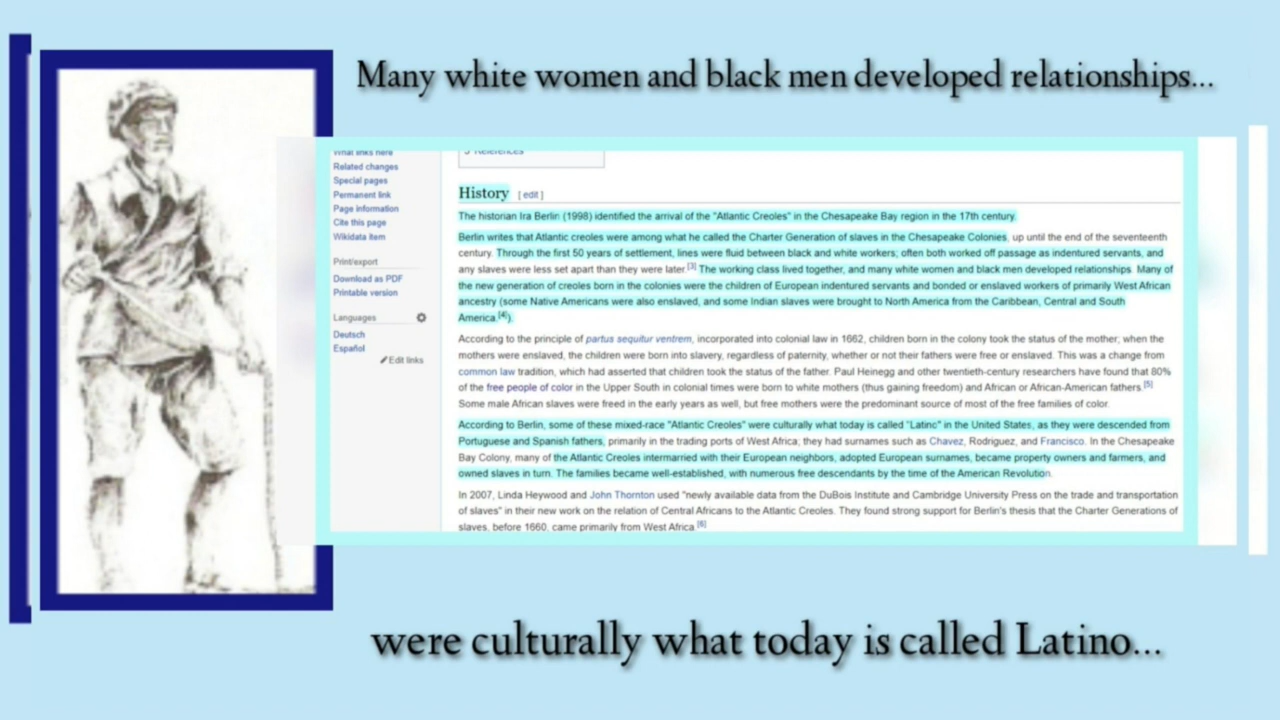 Many white women and black men developed relationships...
What links here
Related changes
Special pages
Permanent link
Page information
Cite this page
Wikidata item
Print/export
Download as PDF
Printable version
Languages
Deutsch
Español
Edit links
3 References
History [ edit ]
The historian Ira Berlin (1998) identified the arrival of the "Atlantic Creoles" in the Chesapeake Bay region in the 17th century.
Berlin writes that Atlantic creoles were among what he called the Charter Generation of slaves in the Chesapeake Colonies, up until the end of the seventeenth
century. Through the first 50 years of settlement, lines were fluid between black and white workers; often both worked off passage as indentured servants, and
any slaves were less set apart than they were later.[3] The working class lived together, and many white women and black men developed relationships. Many of
the new generation of creoles born in the colonies were the children of European indentured servants and bonded or enslaved workers of primarily West African
ancestry (some Native Americans were also enslaved, and some Indian slaves were brought to North America from the Caribbean, Central and South
America.[4]).
According to the principle of partus sequitur ventrem, incorporated into colonial law in 1662, children born in the colony took the status of the mother; when the
mothers were enslaved, the children were born into slavery, regardless of paternity, whether or not their fathers were free or enslaved. This was a change from
common law tradition, which had asserted that children took the status of the father. Paul Heinegg and other twentieth-century researchers have found that 80%
of the free people of color in the Upper South in colonial times were born to white mothers (thus gaining freedom) and African or African-American fathers.[5]
Some male African slaves were freed in the early years as well, but free mothers were the predominant source of most of the free families of color.
According to Berlin, some of these mixed-race "Atlantic Creoles" were culturally what today is called "Latino" in the United States, as they were descended from
Portuguese and Spanish fathers, primarily in the trading ports of West Africa; they had surnames such as Chavez, Rodriguez, and Francisco. In the Chesapeake
Bay Colony, many of the Atlantic Creoles intermarried with their European neighbors, adopted European surnames, became property owners and farmers, and
owned slaves in turn. The families became well-established, with numerous free descendants by the time of the American Revolution.
In 2007, Linda Heywood and John Thornton used "newly available data from the DuBois Institute and Cambridge University Press on the trade and transportation
of slaves" in their new work on the relation of Central Africans to the Atlantic Creoles. They found strong support for Berlin's thesis that the Charter Generations of
slaves, before 1660, came primarily from West Africa.[6]
were culturally what today is called Latino...